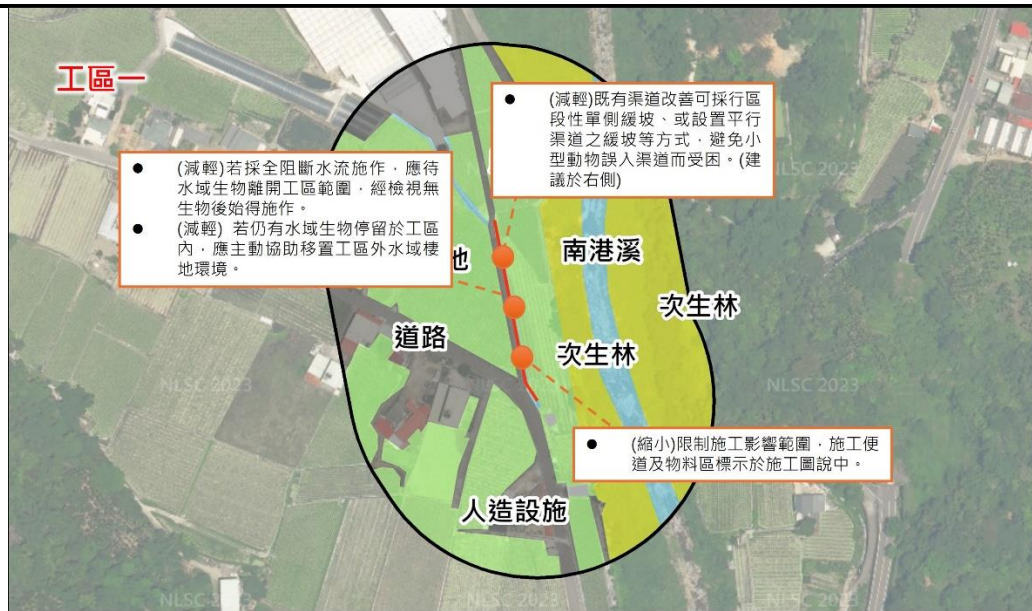 工區一
● (減輕)既有渠道改善可採行區
段性單側緩坡、或設置平行
渠道之緩坡等方式，避免小
型動物誤入渠道而受困。(建
議於右側)
● (減輕)若採全阻斷水流施作，應待
水域生物離開工區範圍，經檢視無
生物後始得施作。
● (減輕) 若仍有水域生物停留於工區
內，應主動協助移置工區外水域棲
地環境。
地
南港溪
次生林
道路
次生林
● (縮小)限制施工影響範圍，施工便
道及物料區標示於施工圖說中。
人造設施
NLSC 2023
NLSC 2023
NLSC 2023
NLSC 2023